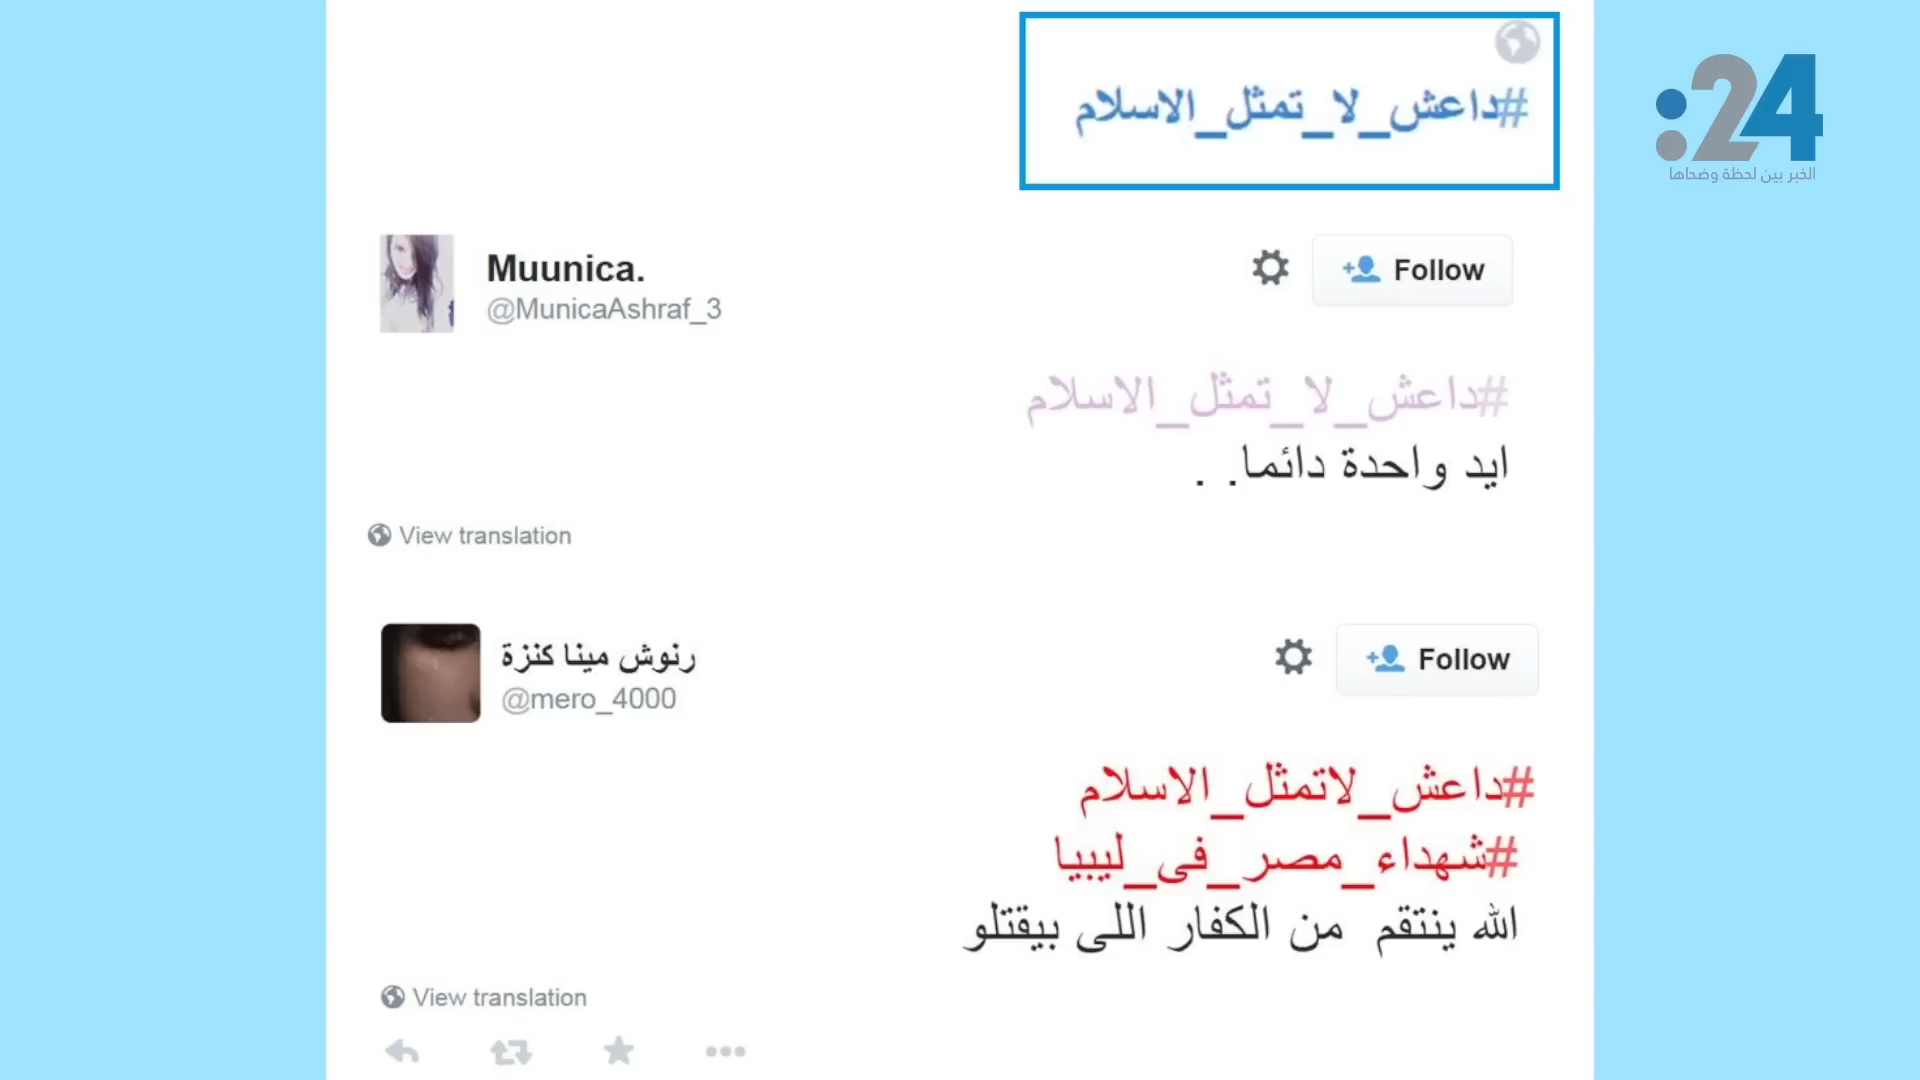 #داعش_لا_تمثل_الاسلام
:24
الخبر بين لحظة وضحاها
Muunica.
@MunicaAshraf_3
Follow
#داعش_لا_تمثل_الاسلام
ايد واحدة دائما. .
View translation
رنوش مينا كنزة
@mero_4000
Follow
#داعش_لاتمثل_الاسلام
#شهداء_مصر_فى_ليبيا
الله ينتقم من الكفار اللى بيقتلو
View translation